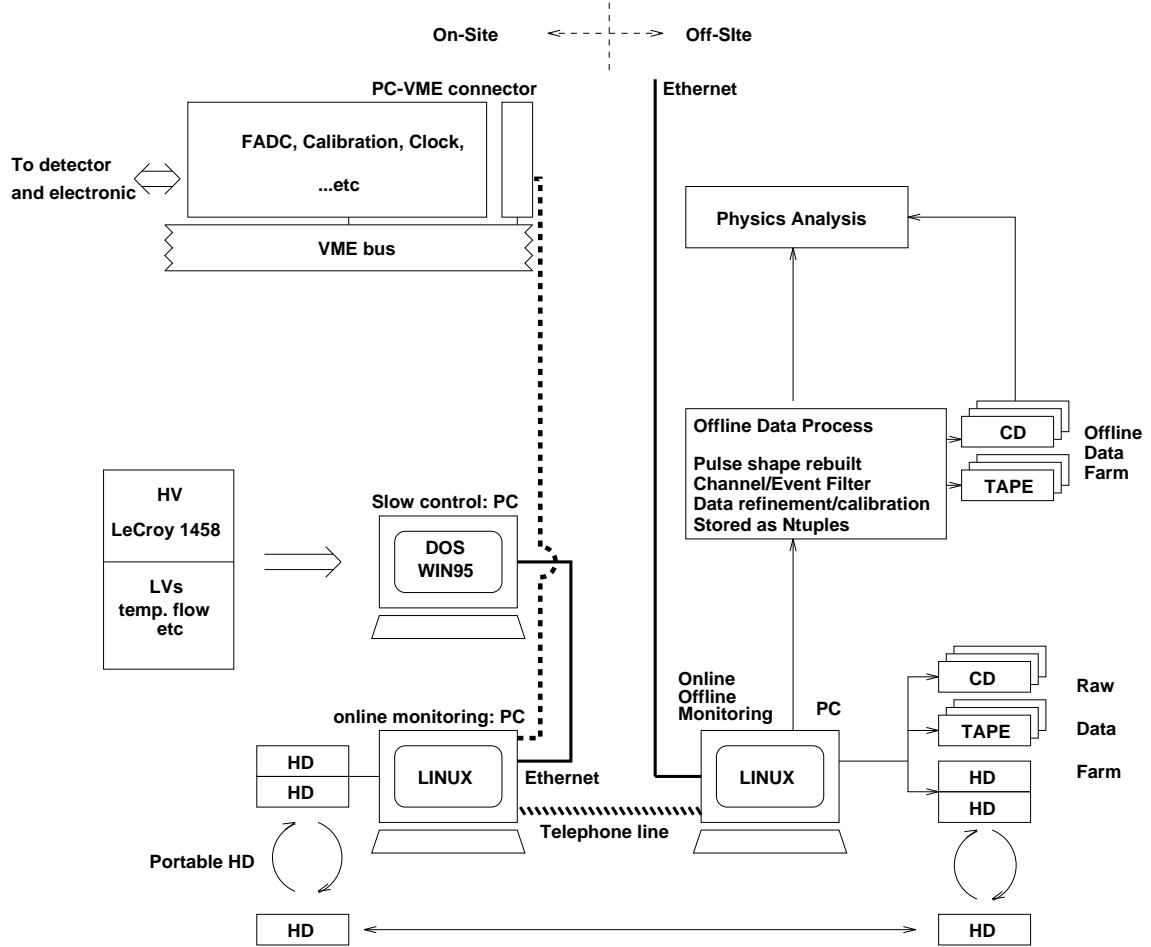 On-Site
Off-SIte
PC-VME connector
Ethernet
FADC, Calibration, Clock,
...etc
To detector
and electronic
VME bus
Physics Analysis
Offline Data Process
Pulse shape rebuilt
Channel/Event Filter
Data refinement/calibration
Stored as Ntuples
CD
TAPE
Offline
Data
Farm
HV
LeCroy 1458
LVs
temp. flow
etc
Slow control: PC
DOS
WIN95
online monitoring: PC
LINUX
Ethernet
HD
HD
Telephone line
Online
Offline
Monitoring
PC
LINUX
CD
TAPE
HD
HD
Raw
Data
Farm
Portable HD
HD
HD